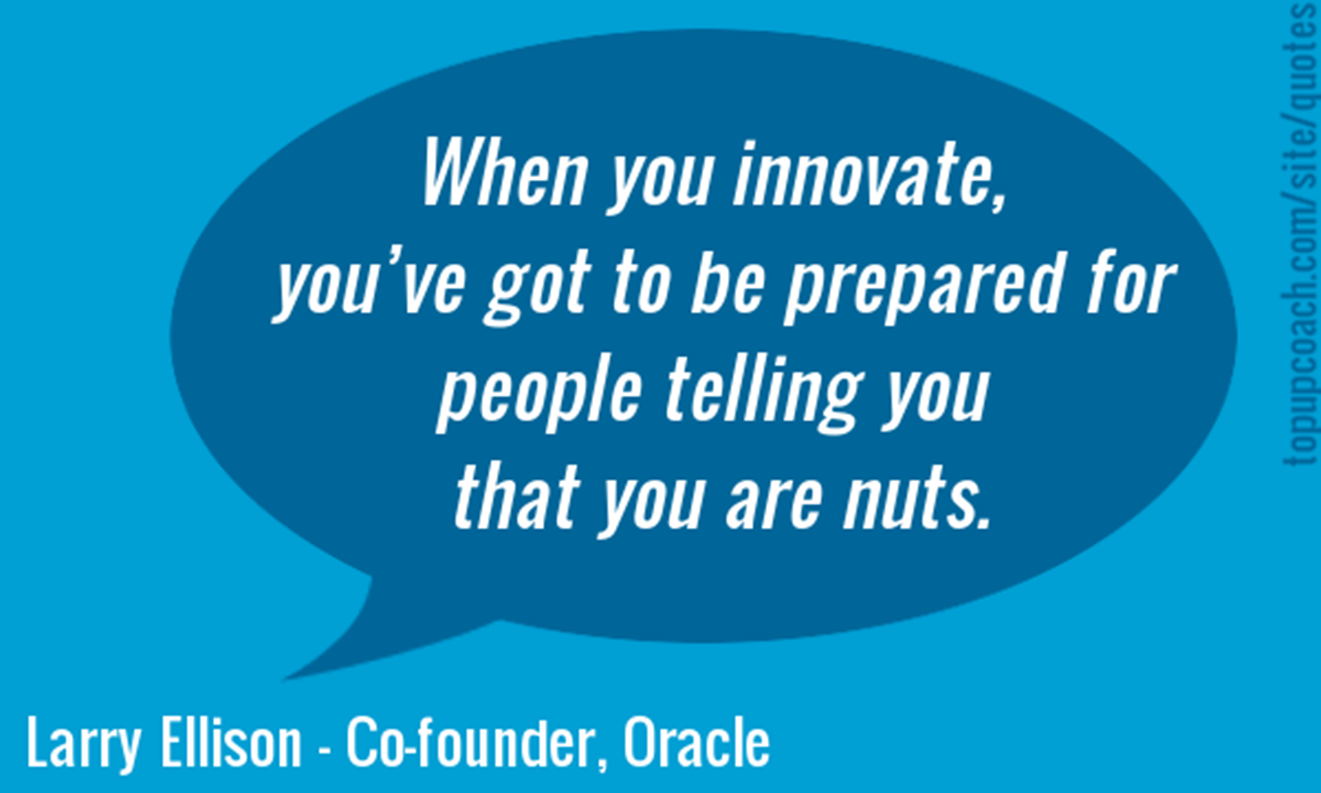 When you innovate,
you've got to be prepared for
people telling you
that you are nuts.
Larry Ellison - Co-founder, Oracle
topupcoach.com/site/quotes